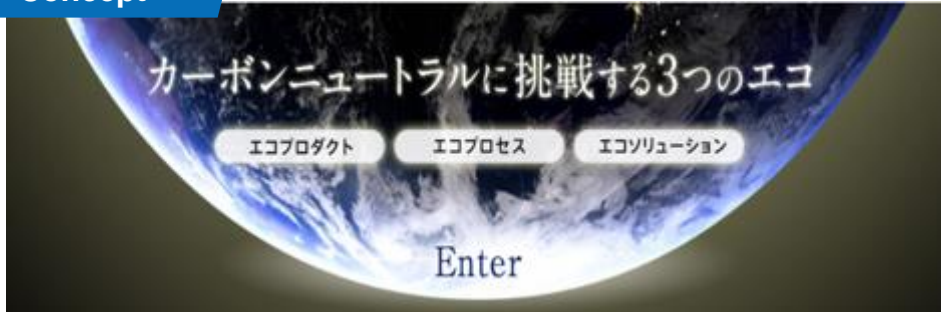 Concept
カーボンニュートラルに挑戦する3つのエコ
エコプロダクト エコプロセス エコソリューション
Enter